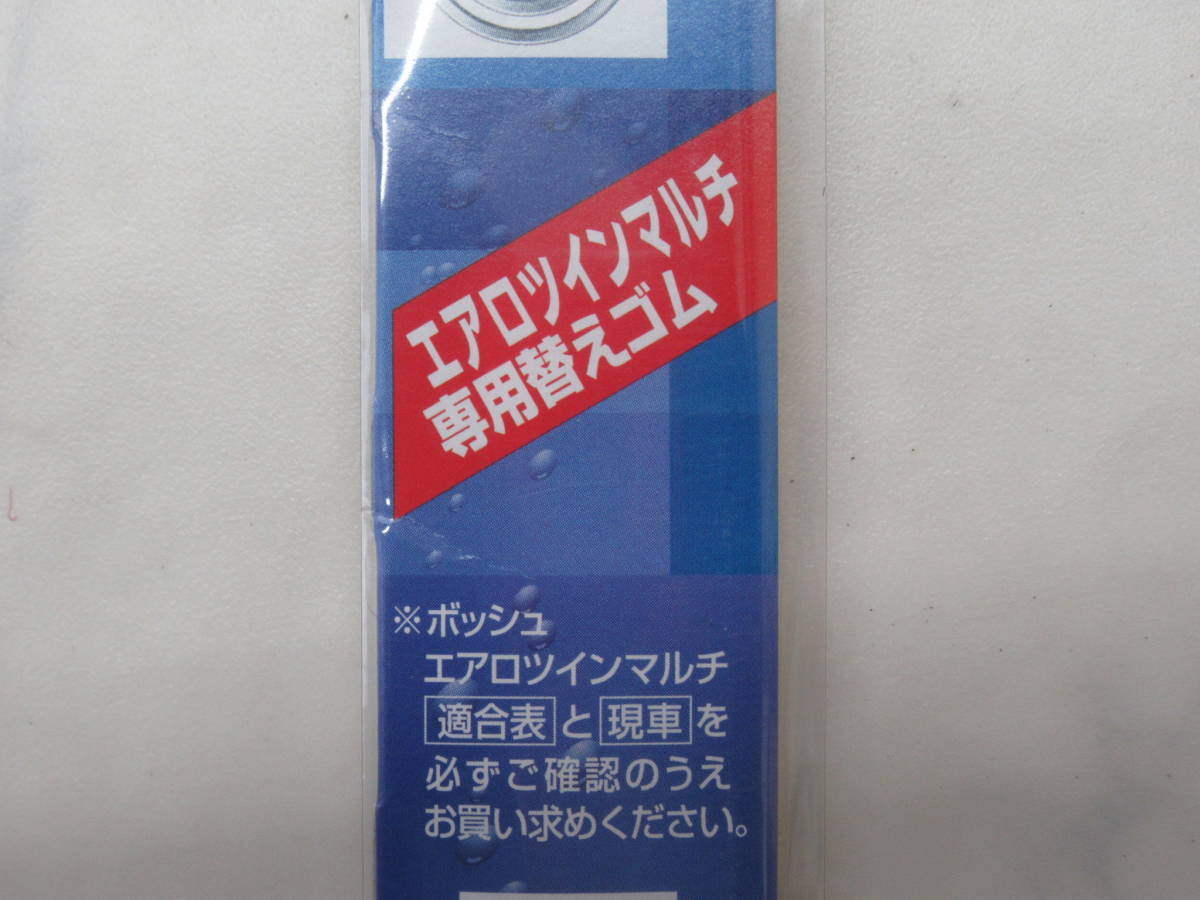 エアロツインマルチ
専用替えゴム
※ボッシュ
エアロツインマルチ
適合表と現車を
必ずご確認のうえ
お買い求めください。